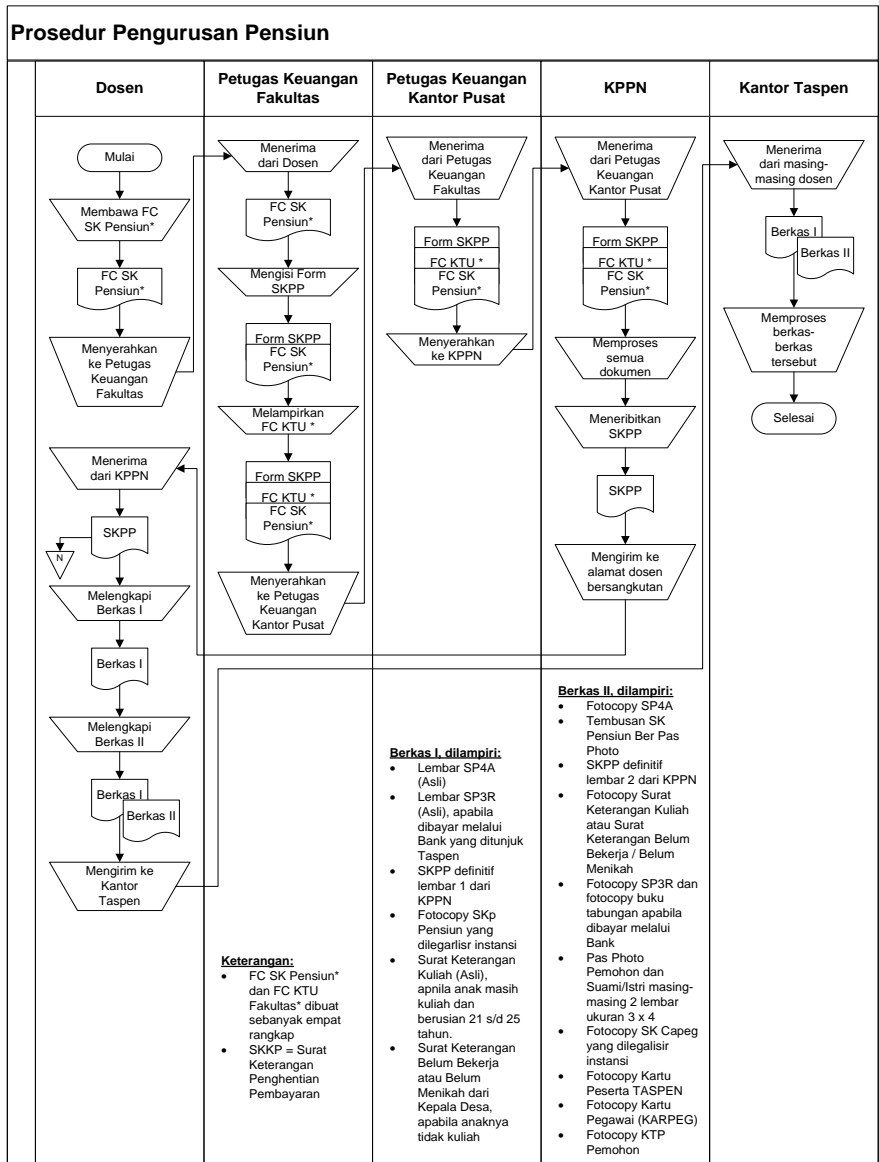 Prosedur Pengurusan Pensiun
Dosen
Petugas Keuangan
Fakultas
Petugas Keuangan
Kantor Pusat
KPPN
Kantor Taspen
Mulai
Membawa FC
SK Pensiun*
FC SK
Pensiun*
Menyerahkan
ke Petugas
Keuangan
Fakultas
Menerima
dari KPPN
SKPP
N
Melengkapi
Berkas I
Berkas I
Melengkapi
Berkas II
Berkas I
Berkas II
Mengirim ke
Kantor
Taspen
Menerima
dari Dosen
FC SK
Pensiun*
Mengisi Form
SKPP
Form SKPP
FC SK
Pensiun*
Melampirkan
FC KTU *
Form SKPP
FC KTU *
FC SK
Pensiun*
Menyerahkan
ke Petugas
Keuangan
Kantor Pusat
Keterangan:
• FC SK Pensiun*
dan FC KTU
Fakultas* dibuat
sebanyak empat
rangkap
• SKKP = Surat
Keterangan
Penghentian
Pembayaran
Menerima
dari Petugas
Keuangan
Fakultas
Form SKPP
FC KTU *
FC SK
Pensiun*
Menyerahkan
ke KPPN
Berkas I, dilampiri:
• Lembar SP4A
(Asli)
• Lembar SP3R
(Asli), apabila
dibayar melalui
Bank yang ditunjuk
Taspen
• SKPP definitif
lembar 1 dari
KPPN
• Fotocopy SKp
Pensiun yang
dilegarlisr instansi
• Surat Keterangan
Kuliah (Asli),
apnila anak masih
kuliah dan
berusian 21 s/d 25
tahun.
• Surat Keterangan
Belum Bekerja
atau Belum
Menikah dari
Kepala Desa,
apabila anaknya
tidak kuliah
Menerima
dari Petugas
Keuangan
Kantor Pusat
Form SKPP
FC KTU *
FC SK
Pensiun*
Memproses
semua
dokumen
Meneribitkan
SKPP
SKPP
Mengirim ke
alamat dosen
bersangkutan
Berkas II, dilampiri:
• Fotocopy SP4A
• Tembusan SK
Pensiun Ber Pas
Photo
• SKPP definitif
lembar 2 dari KPPN
• Fotocopy Surat
Keterangan Kuliah
atau Surat
Keterangan Belum
Bekerja / Belum
Menikah
• Fotocopy SP3R dan
fotocopy buku
tabungan apabila
dibayar melalui
Bank
• Pas Photo
Pemohon dan
Suami/Istri masing-
masing 2 lembar
ukuran 3 x 4
• Fotocopy SK Capeg
yang dilegalisir
instansi
• Fotocopy Kartu
Peserta TASPEN
• Fotocopy Kartu
Pegawai (KARPEG)
• Fotocopy KTP
Pemohon
Menerima
dari masing-
masing dosen
Berkas I
Berkas II
Memproses
berkas-
berkas
tersebut
Selesai